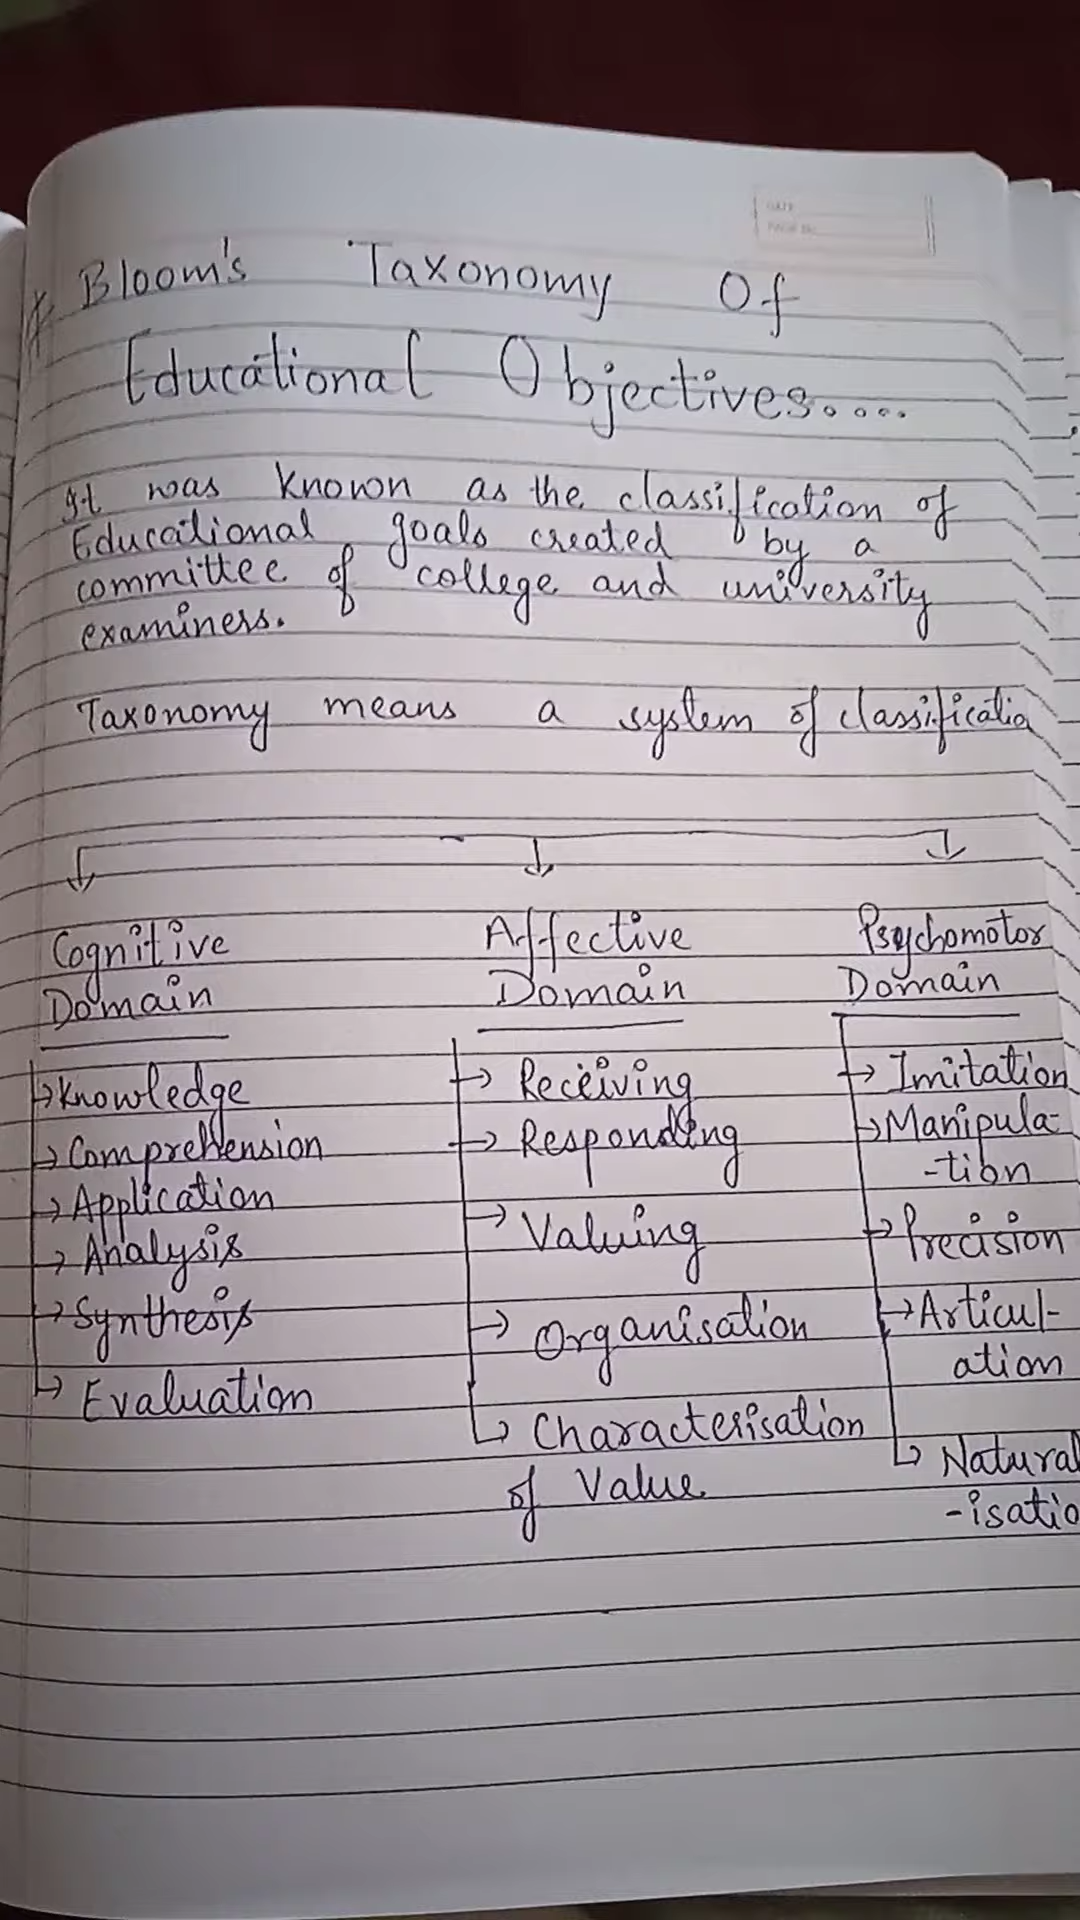 Bloom's Taxonomy Of
Educational Objectives....
It was known as the classification of
Educational goals created by a
committee of college and university
examiners.
Taxonomy means a system of classificatio
Cognitive Domain
→ Knowledge
→ Comprehension
→ Application
→ Analysis
→ Synthesis
→ Evaluation
Affective Domain
→ Receiving
→ Responding
→ Valuing
→ Organisation
→ Characterisation
of Value
Psychomotor
Domain
→ Imitation
→ Manipula-
-tion
→ Precision
→ Articul-
ation
→ Natural
-isatio